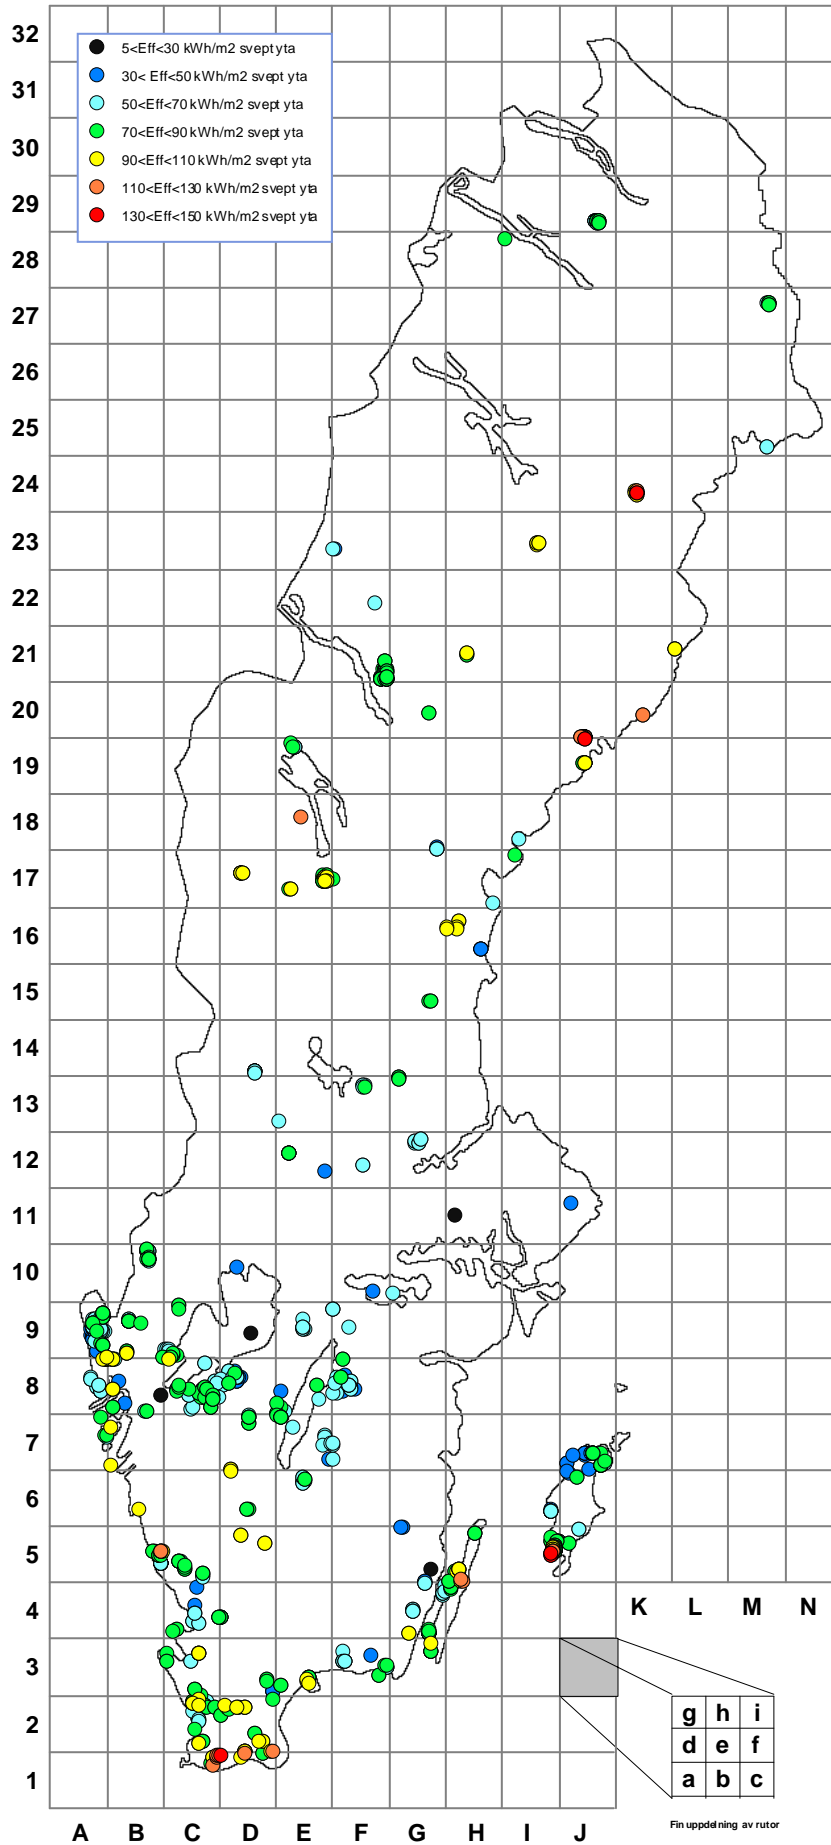 32
5<Eff<30 kWh/m2 svept yta
30< Eff<50 kWh/m2 svept yta
31
50<Eff<70 kWh/m2 svept yta
70<Eff<90 kWh/m2 svept yta
30
90<Eff<110 kWh/m2 svept yta
110<Eff<130 kWh/m2 svept yta
29
130<Eff<150 kWh/m2 svept yta
28
27
26
25
24
23
22
21
20
19
18
17
16
15
14
13
12
11
10
9
8
7
6
5
4
K L M N
3
g h i
2
d e f
a b c
1
Fin uppdelning av rutor
A B C D E F G H I J